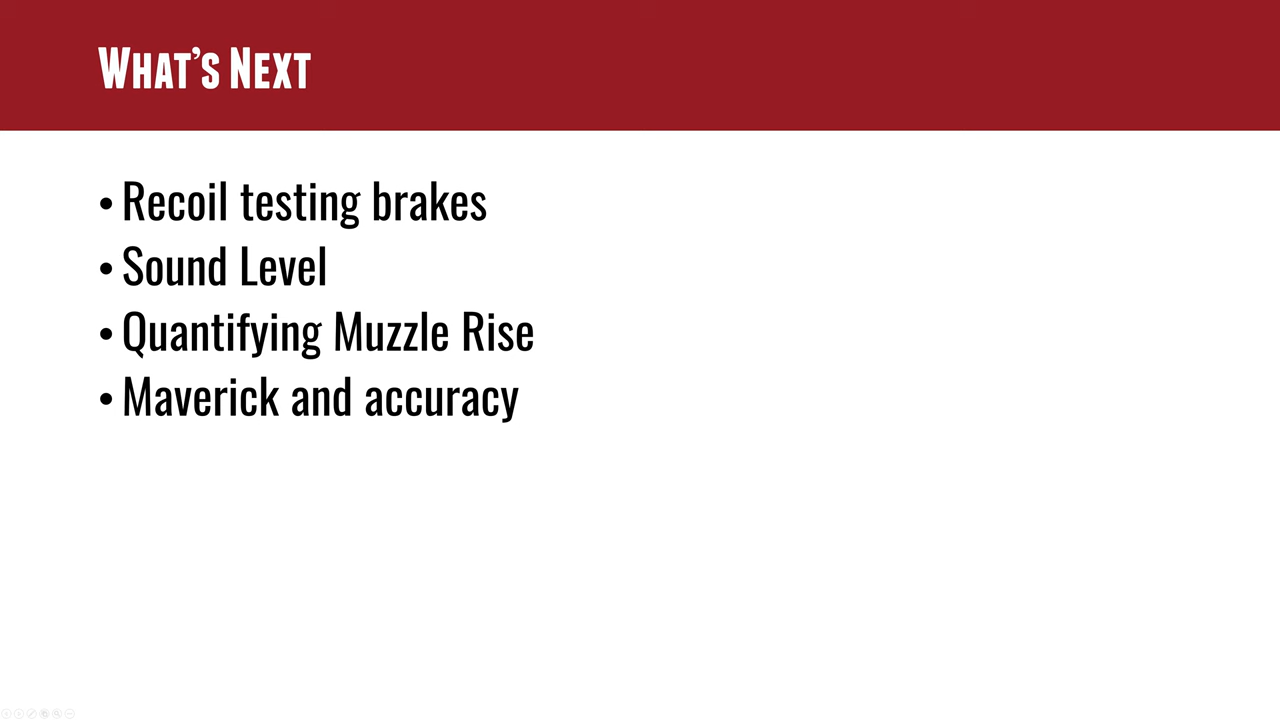 What's Next
• Recoil testing brakes
• Sound Level
• Quantifying Muzzle Rise
• Maverick and accuracy